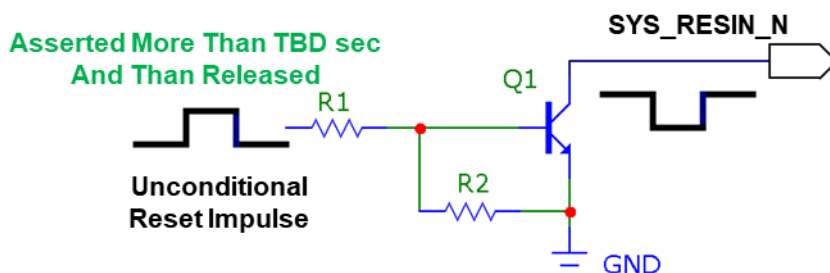 SYS_RESIN_N
Asserted More Than TBD sec
And Than Released
Q1
R1
Unconditional
Reset Impulse
R2
GND